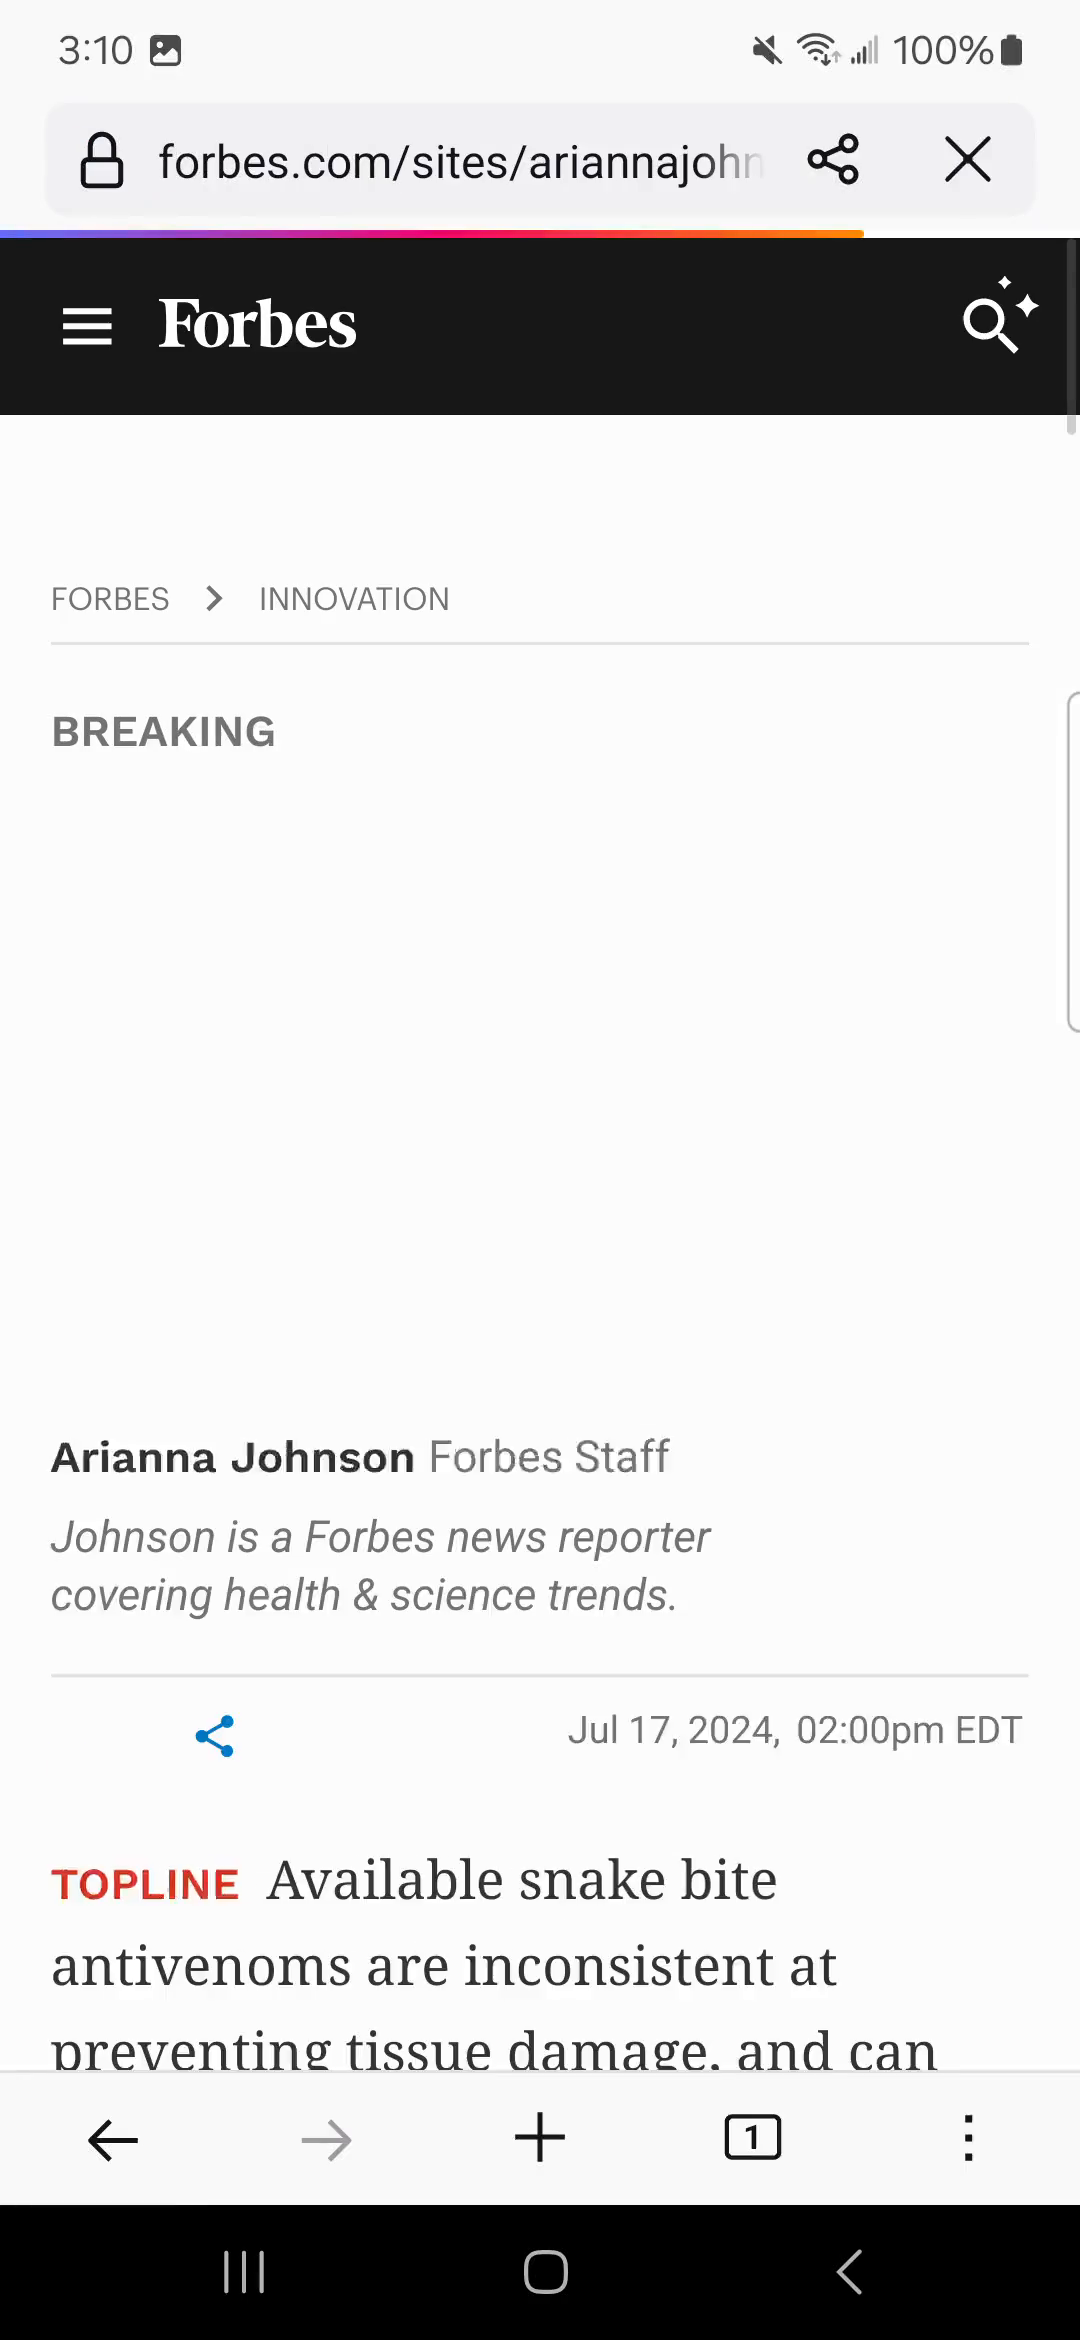 3:10
100%
forbes.com/sites/ariannajohn
Forbes
FORBES > INNOVATION
BREAKING
Arianna Johnson Forbes Staff
Johnson is a Forbes news reporter
covering health & science trends.
Jul 17, 2024, 02:00pm EDT
TOPLINE Available snake bite
antivenoms are inconsistent at
preventing tissue damage, and can
1